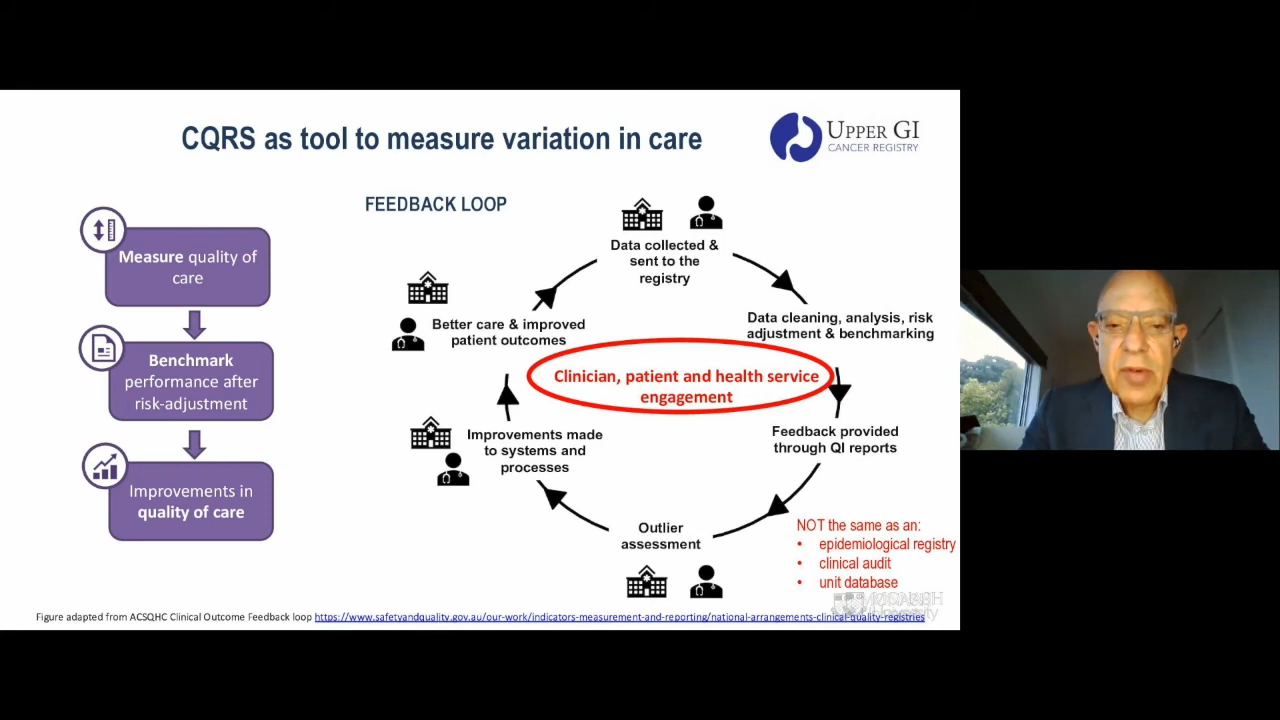 CQRS as tool to measure variation in care
UPPER GI
CANCER REGISTRY
FEEDBACK LOOP
Measure quality of
care
Benchmark
performance after
risk-adjustment
Improvements in
quality of care
Data collected &
sent to the
registry
Data cleaning, analysis, risk
adjustment & benchmarking
Feedback provided
through QI reports
Outlier
assessment
Improvements made
to systems and
processes
Better care & improved
patient outcomes
Clinician, patient and health service
engagement
NOT the same as an:
• epidemiological registry
• clinical audit
• unit database
MONASH
University
Figure adapted from ACSQHC Clinical Outcome Feedback loop https://www.safetyandquality.gov.au/our-work/indicators-measurement-and-reporting/national-arrangements-clinical-quality-registries